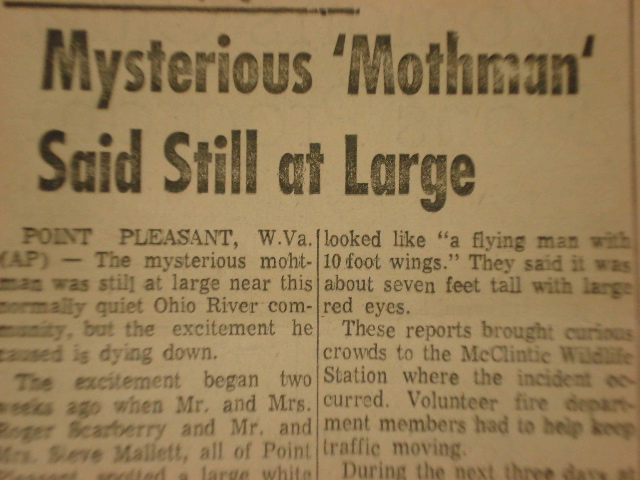 Mysterious 'Mothman'
Said Still at Large
POINT PLEASANT, W.Va.
(AP) — The mysterious moht-
man was still at large near this
normally quiet Ohio River com-
munity, but the excitement he
caused is dying down.
The excitement began two
weeks ago when Mr. and Mrs.
Roger Scarberry and Mr. and
Mrs. Steve Mallett, all of Point
Pleasant, spotted a large white
looked like "a flying man with
10 foot wings." They said it was
about seven feet tall with large
red eyes.
These reports brought curious
crowds to the McClintic Wildlife
Station where the incident oc-
curred. Volunteer fire depart-
ment members had to help keep
traffic moving.
During the next three days at